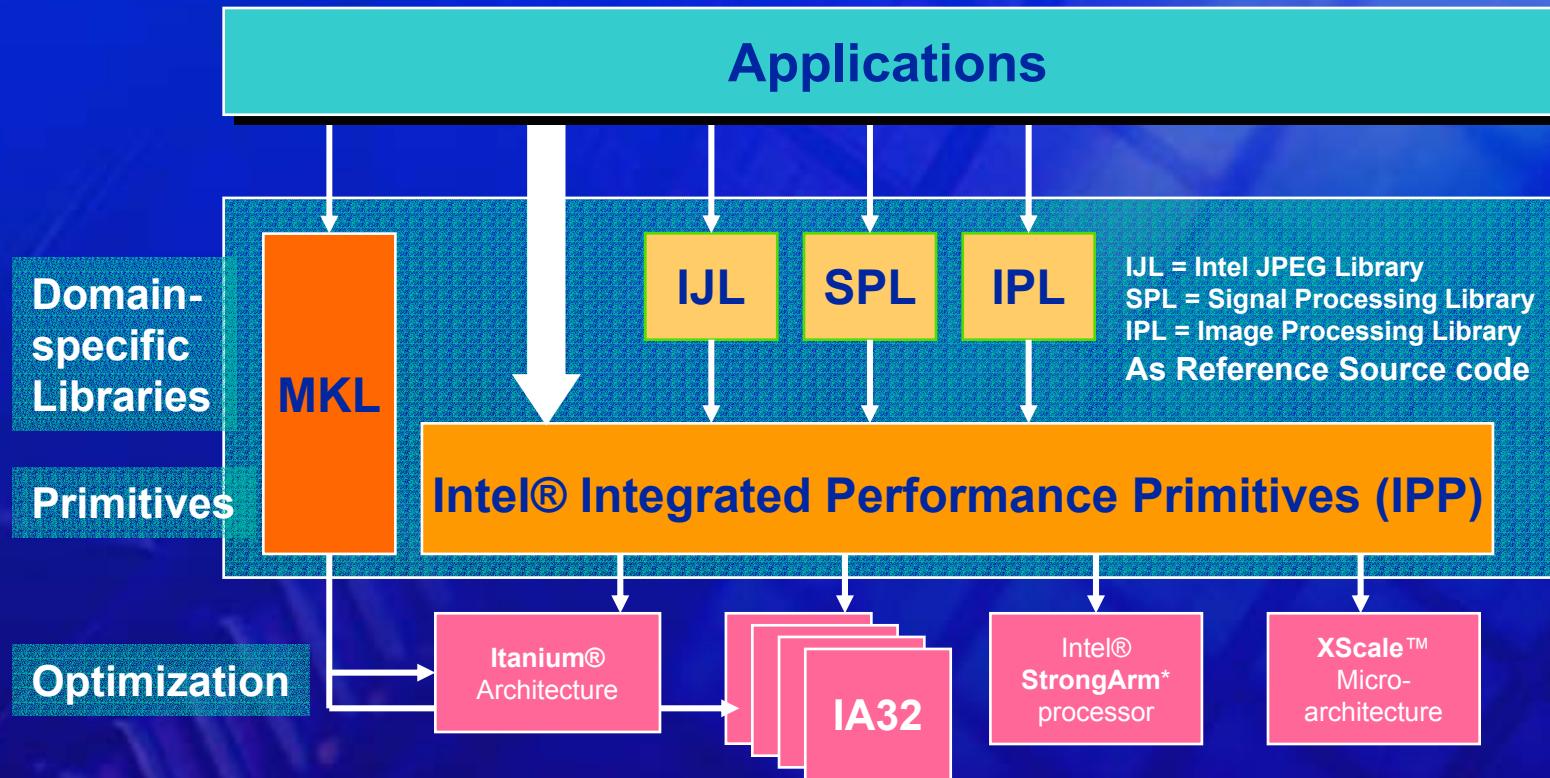 Applications
Domain-
specific
Libraries
MKL
IJL
SPL
IPL
IJL = Intel JPEG Library
SPL = Signal Processing Library
IPL = Image Processing Library
As Reference Source code
Primitives
Intel® Integrated Performance Primitives (IPP)
Optimization
Itanium®
Architecture
IA32
Intel®
StrongArm*
processor
XScale™
Micro-
architecture